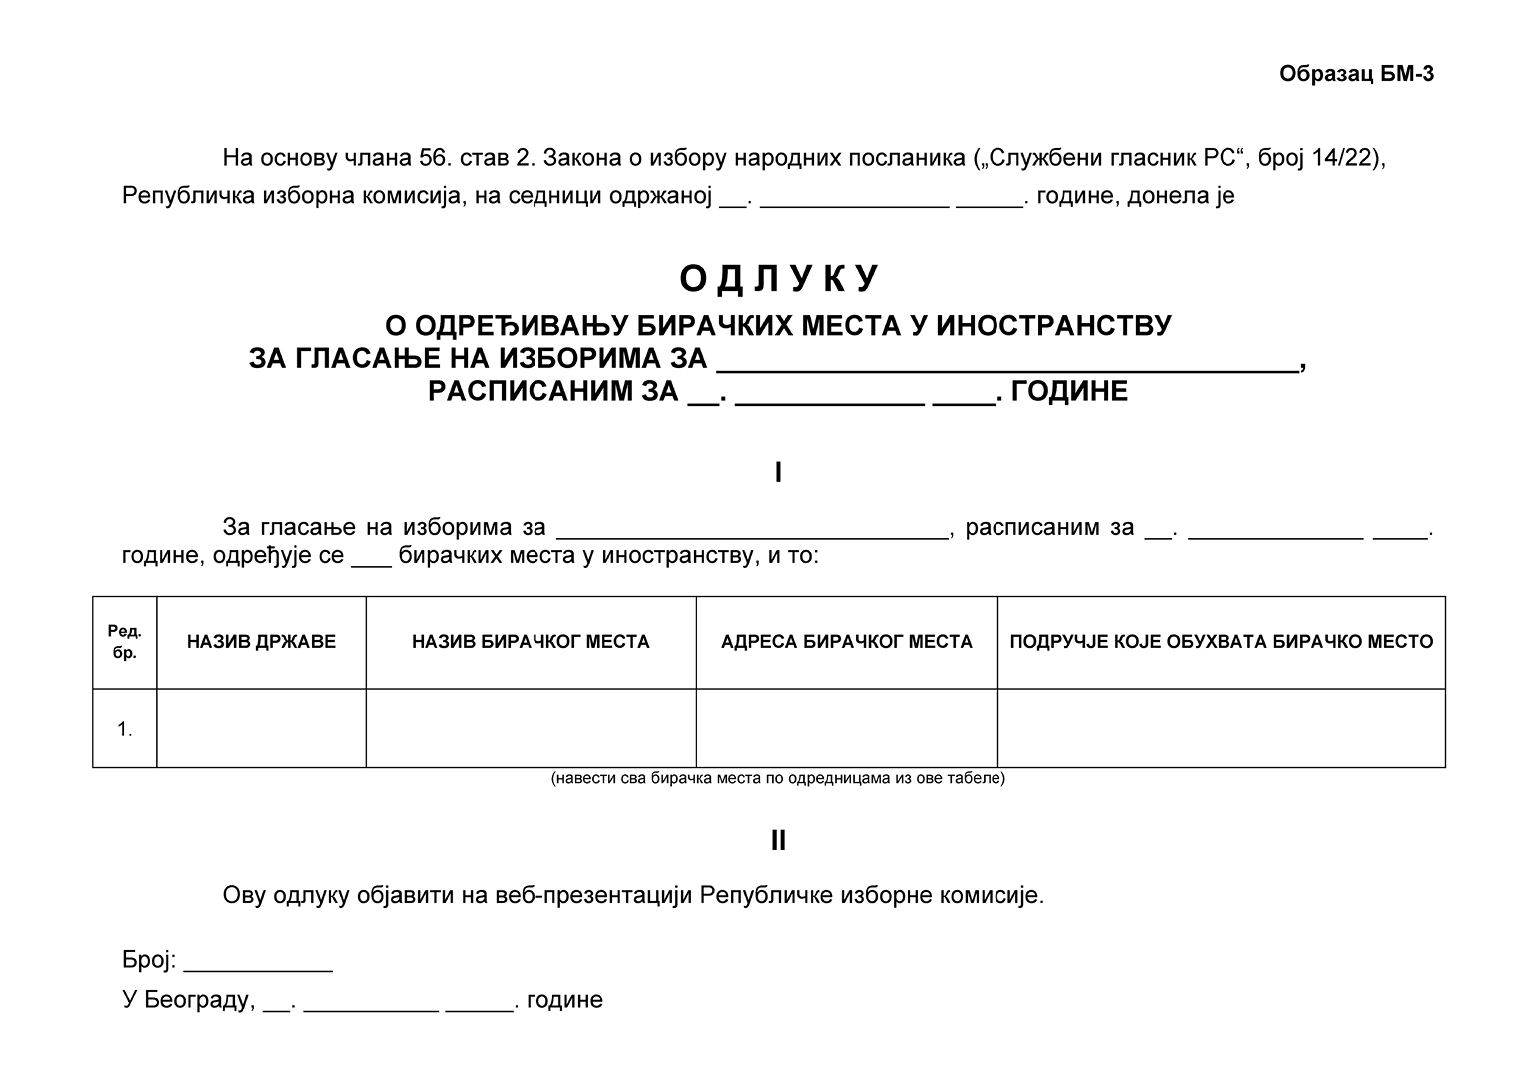 Образац БМ-3
На основу члана 56. став 2. Закона о избору народних посланика („Службени гласник РС“, број 14/22),
Републичка изборна комисија, на седници одржаној __. ______________ _____. године, донела је
О Д Л У К У
О ОДРЕЂИВАЊУ БИРАЧКИХ МЕСТА У ИНОСТРАНСТВУ
ЗА ГЛАСАЊЕ НА ИЗБОРИМА ЗА _____________________________________,
РАСПИСАНИМ ЗА __. ____________ ____. ГОДИНЕ
I
За гласање на изборима за _____________________________, расписаним за __. _____________ ____.
године, одређује се ___ бирачких места у иностранству, и то:
Ред. бр. НАЗИВ ДРЖАВЕ НАЗИВ БИРАЧКОГ МЕСТА АДРЕСА БИРАЧКОГ МЕСТА ПОДРУЧЈЕ КОЈЕ ОБУХВАТА БИРАЧКО МЕСТО
1.
(навести сва бирачка места по одредницама из ове табеле)
II
Ову одлуку објавити на веб-презентацији Републичке изборне комисије.
Број: ___________
У Београду, __. __________ _____. године